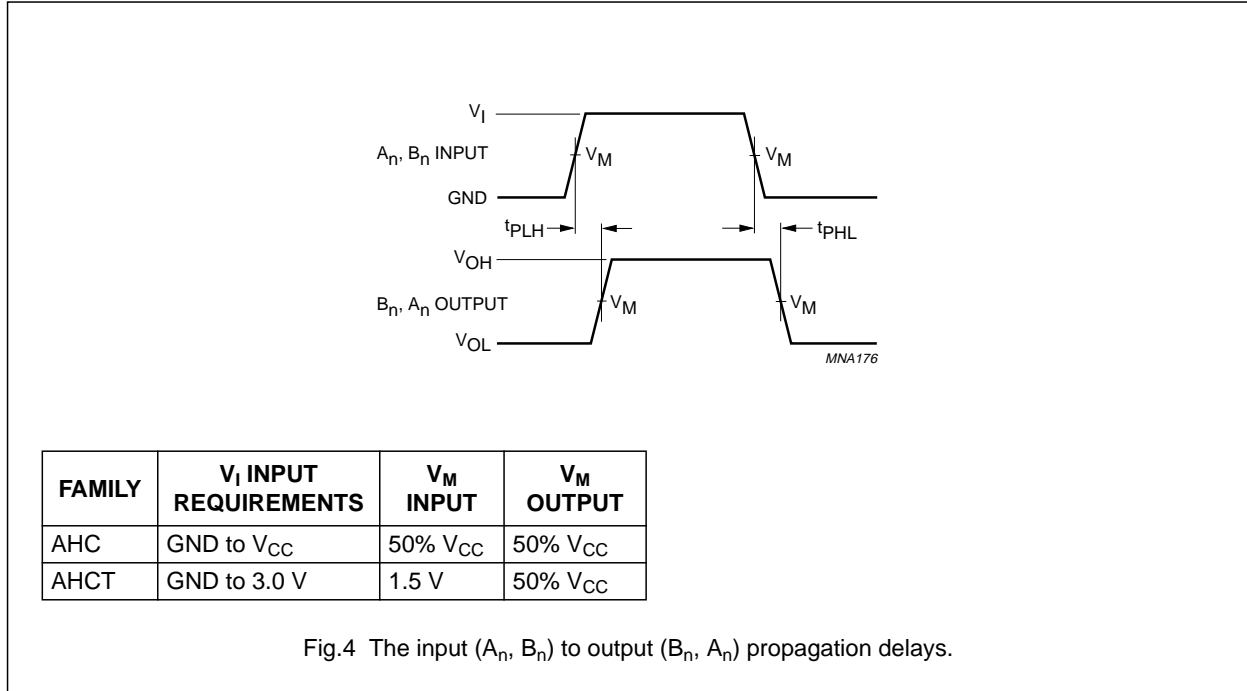 V_I
A_n, B_n INPUT
V_M
V_M
GND
t_PLH
t_PHL
V_OH
B_n, A_n OUTPUT
V_M
V_M
V_OL
MNA176
FAMILY V_I INPUT REQUIREMENTS V_M INPUT V_M OUTPUT
AHC GND to V_CC 50% V_CC 50% V_CC
AHCT GND to 3.0 V 1.5 V 50% V_CC
Fig.4 The input (A_n, B_n) to output (B_n, A_n) propagation delays.